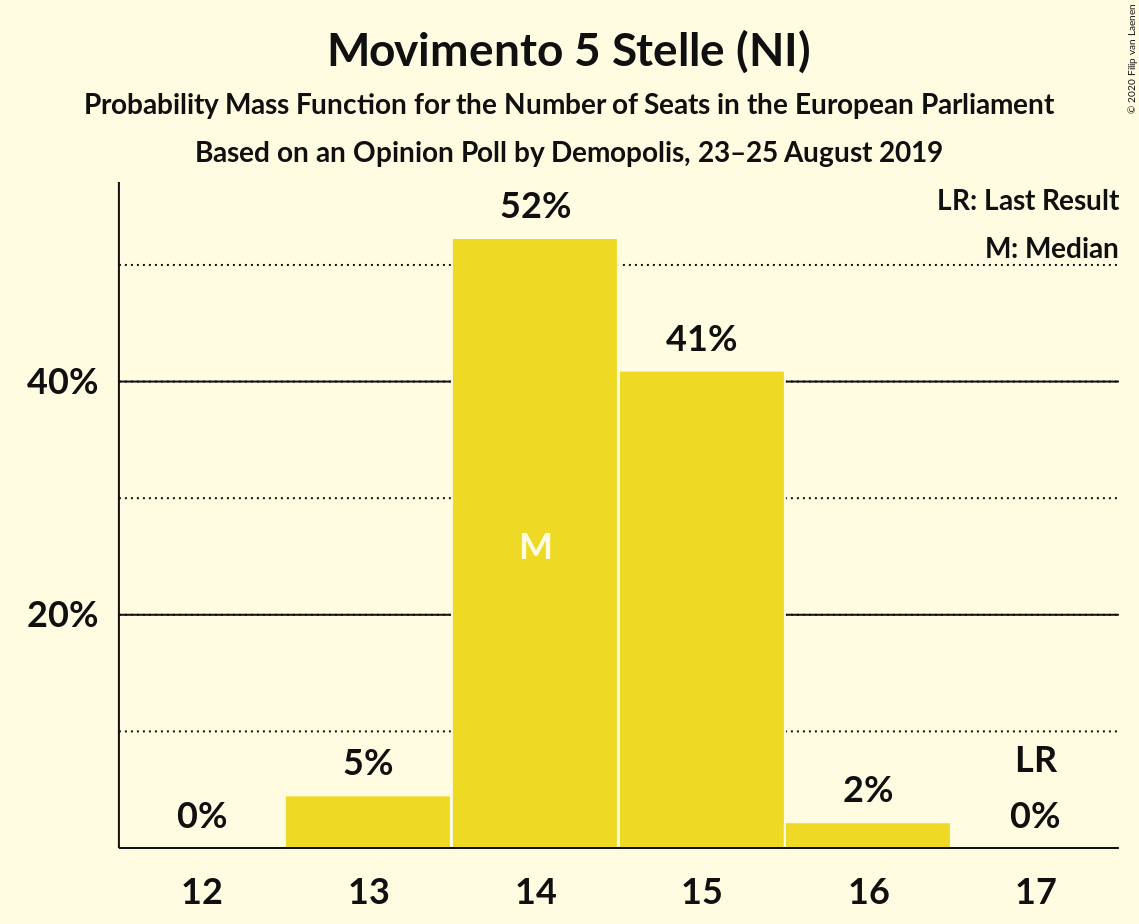 Movimento 5 Stelle (NI)
Probability Mass Function for the Number of Seats in the European Parliament
Based on an Opinion Poll by Demopolis, 23–25 August 2019
© 2020 Filip van Laenen
LR: Last Result
M: Median
52%
41%
40%
M
20%
5%
2%
LR
0%
0%
12 13 14 15 16 17